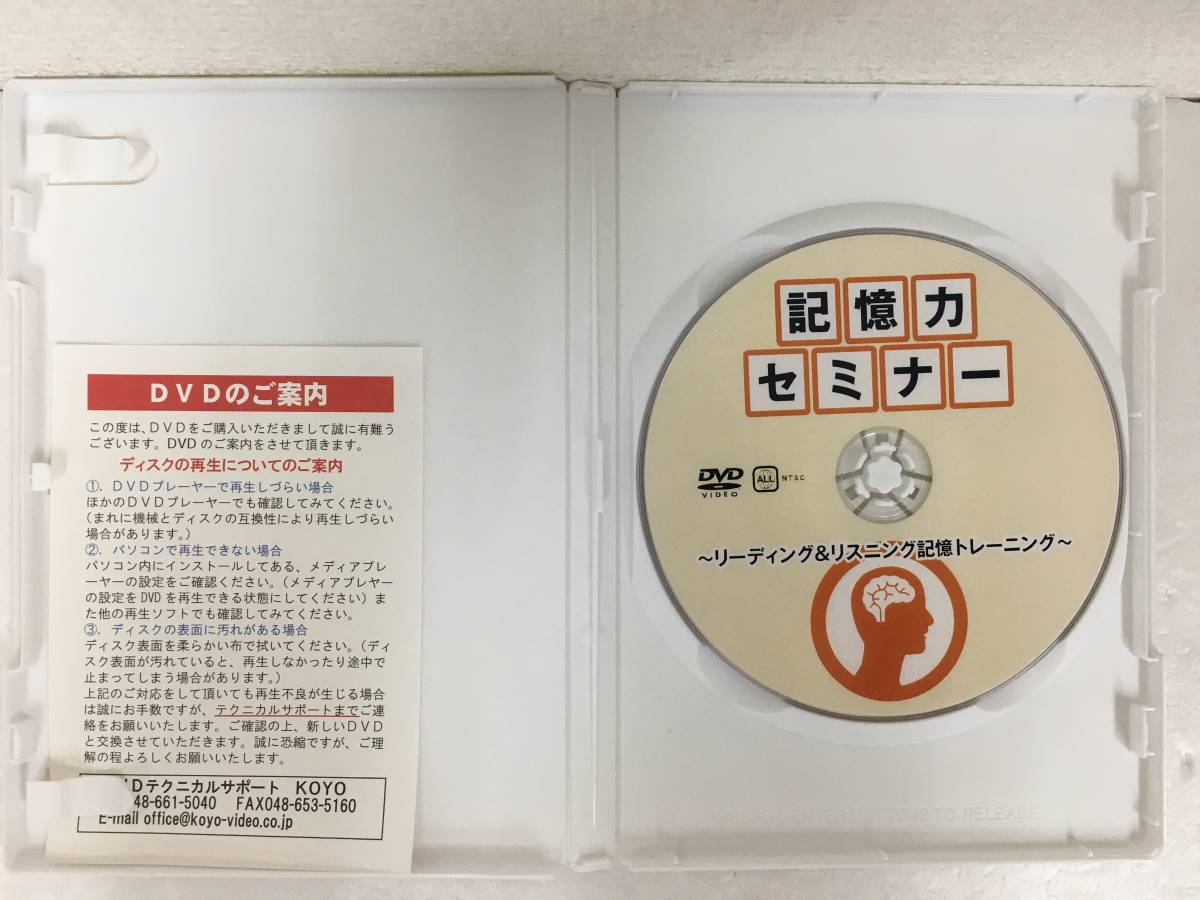 DVDのご案内
この度は、DVDをご購入いただきまして誠に有難う
ございます。DVDのご案内をさせて頂きます。
ディスクの再生についてのご案内
①．DVDプレーヤーで再生しづらい場合
ほかのDVDプレーヤーでも確認してみてください。
（まれに機械とディスクの互換性により再生しづらい
場合があります。）
②．パソコンで再生できない場合
パソコン内にインストールしてある、メディアプレ
ーヤーの設定をご確認ください。（メディアプレヤー
の設定をDVDを再生できる状態にしてください）ま
た他の再生ソフトでも確認してみてください。
③．ディスクの表面に汚れがある場合
ディスク表面を柔らかい布で拭いてください。（ディ
スク表面が汚れていると、再生しなかったり途中で
止まってしまう場合があります。）
上記のご対応をして頂いても再生不良が生じる場合
は誠にお手数ですが、テクニカルサポートまでご連
絡をお願いいたします。ご確認の上、新しいDVD
と交換させていただきます。誠に恐縮ですが、ご理
解の程よろしくお願いいたします。
Dテクニカルサポート KOYO
48-661-5040 FAX048-653-5160
E-mail office@koyo-video.co.jp
記憶力
セミナー
DVD
VIDEO
ALL
NTSC
～リーディング&リスニング記憶トレーニング～
TO RELEASE